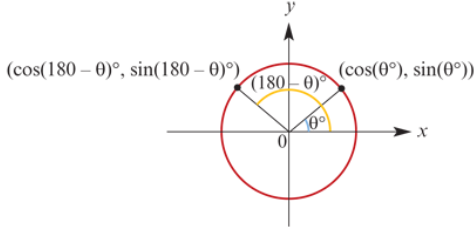 y
(cos(180 – θ)°, sin(180 – θ)°)
(180 – θ)°
(cos(θ°), sin(θ°))
θ°
0
x